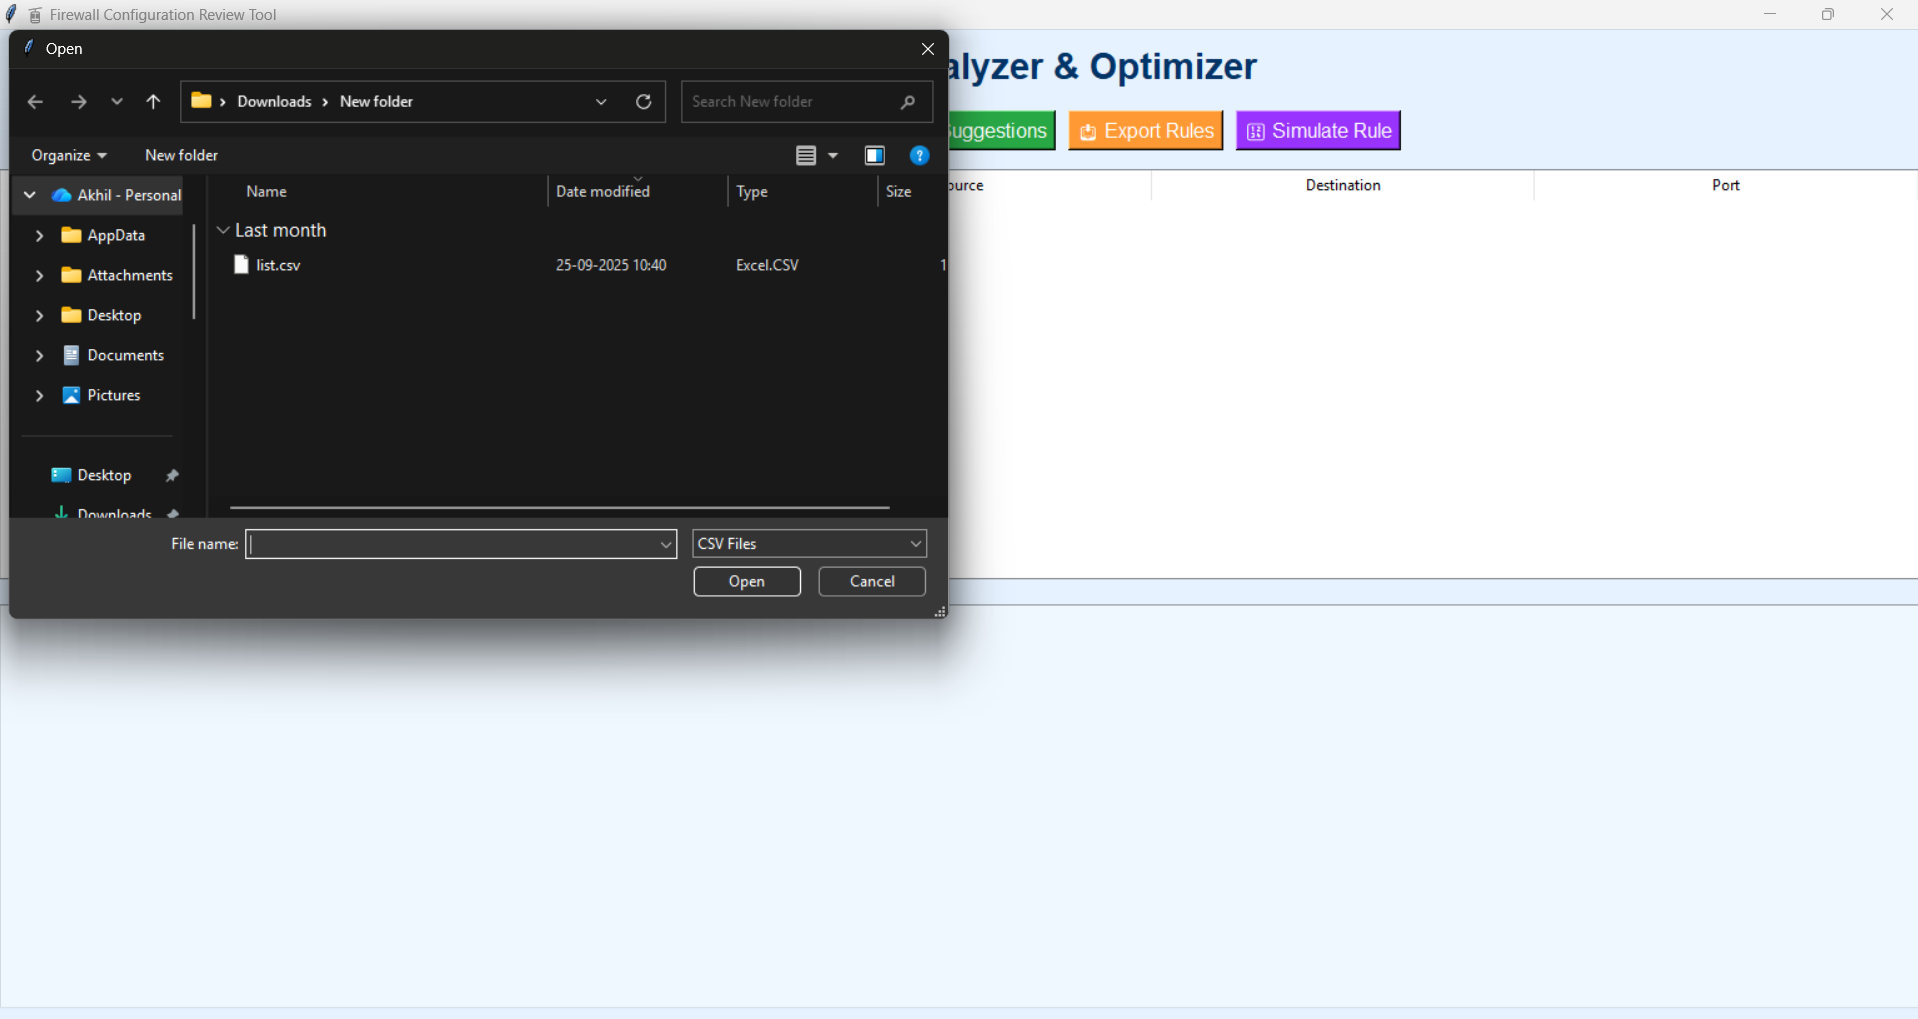 Firewall Configuration Review Tool
Open
alyzer & Optimizer
Downloads › New folder
Search New folder
uggestions
Export Rules
Simulate Rule
Organize
New folder
Name
Date modified
Type
Size
ource
Destination
Port
Akhil - Personal
AppData
Attachments
Desktop
Documents
Pictures
Desktop
Downloads
Last month
list.csv
25-09-2025 10:40
Excel.CSV
1
File name:
CSV Files
Open
Cancel